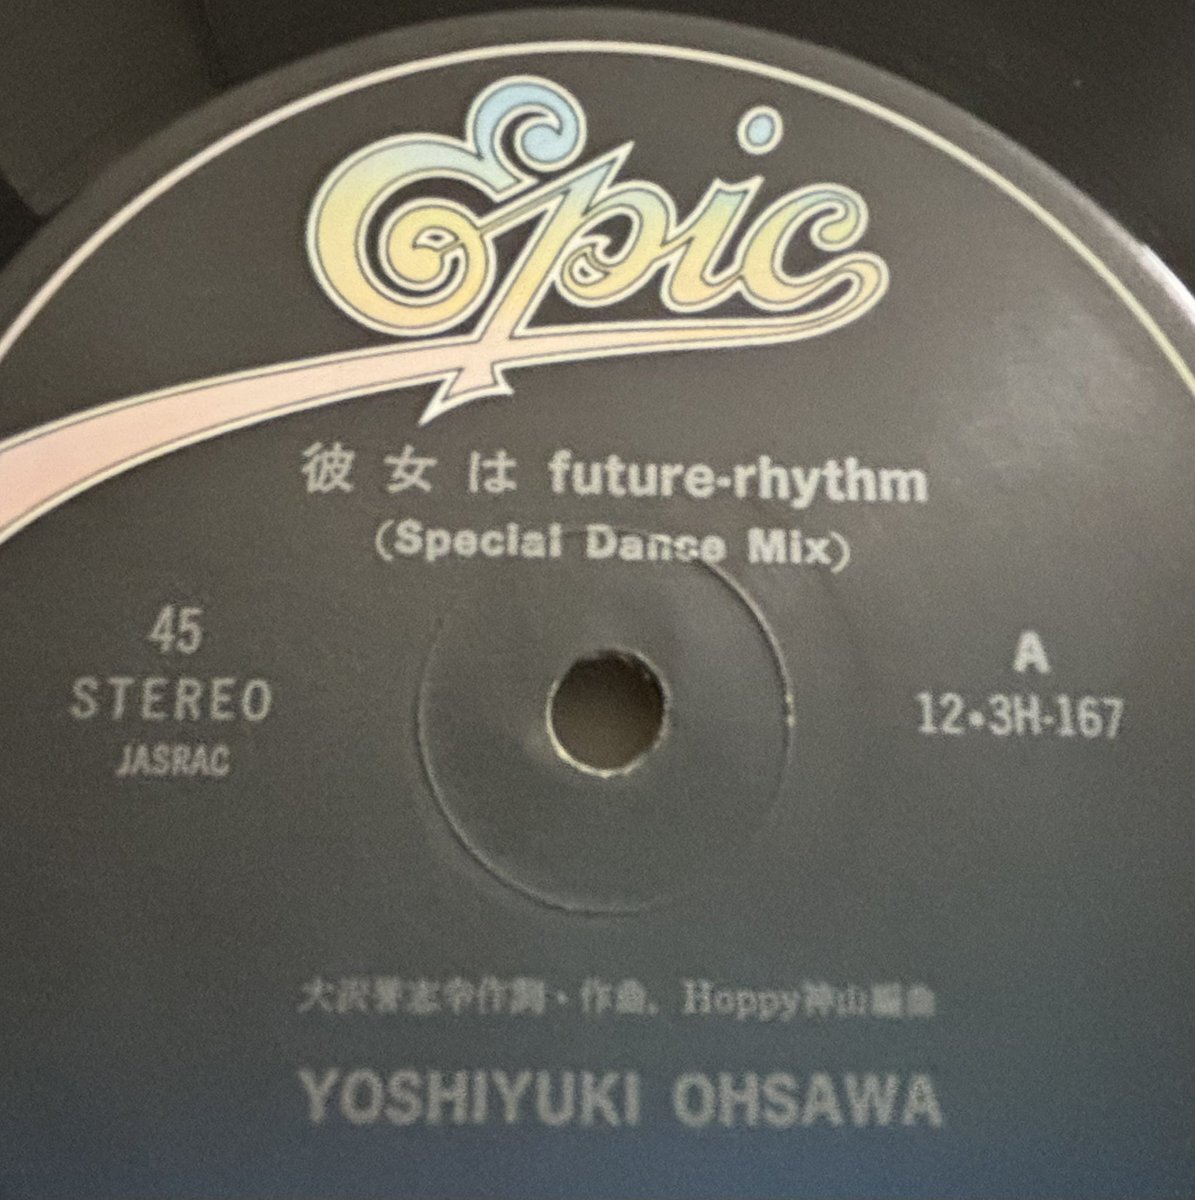 Epic
彼女は future-rhythm
(Special Dance Mix)
45
STEREO
JASRAC
A
12•3H-167
大沢誉志幸作詞・作曲, Hoppy神山編曲
YOSHIYUKI OHSAWA